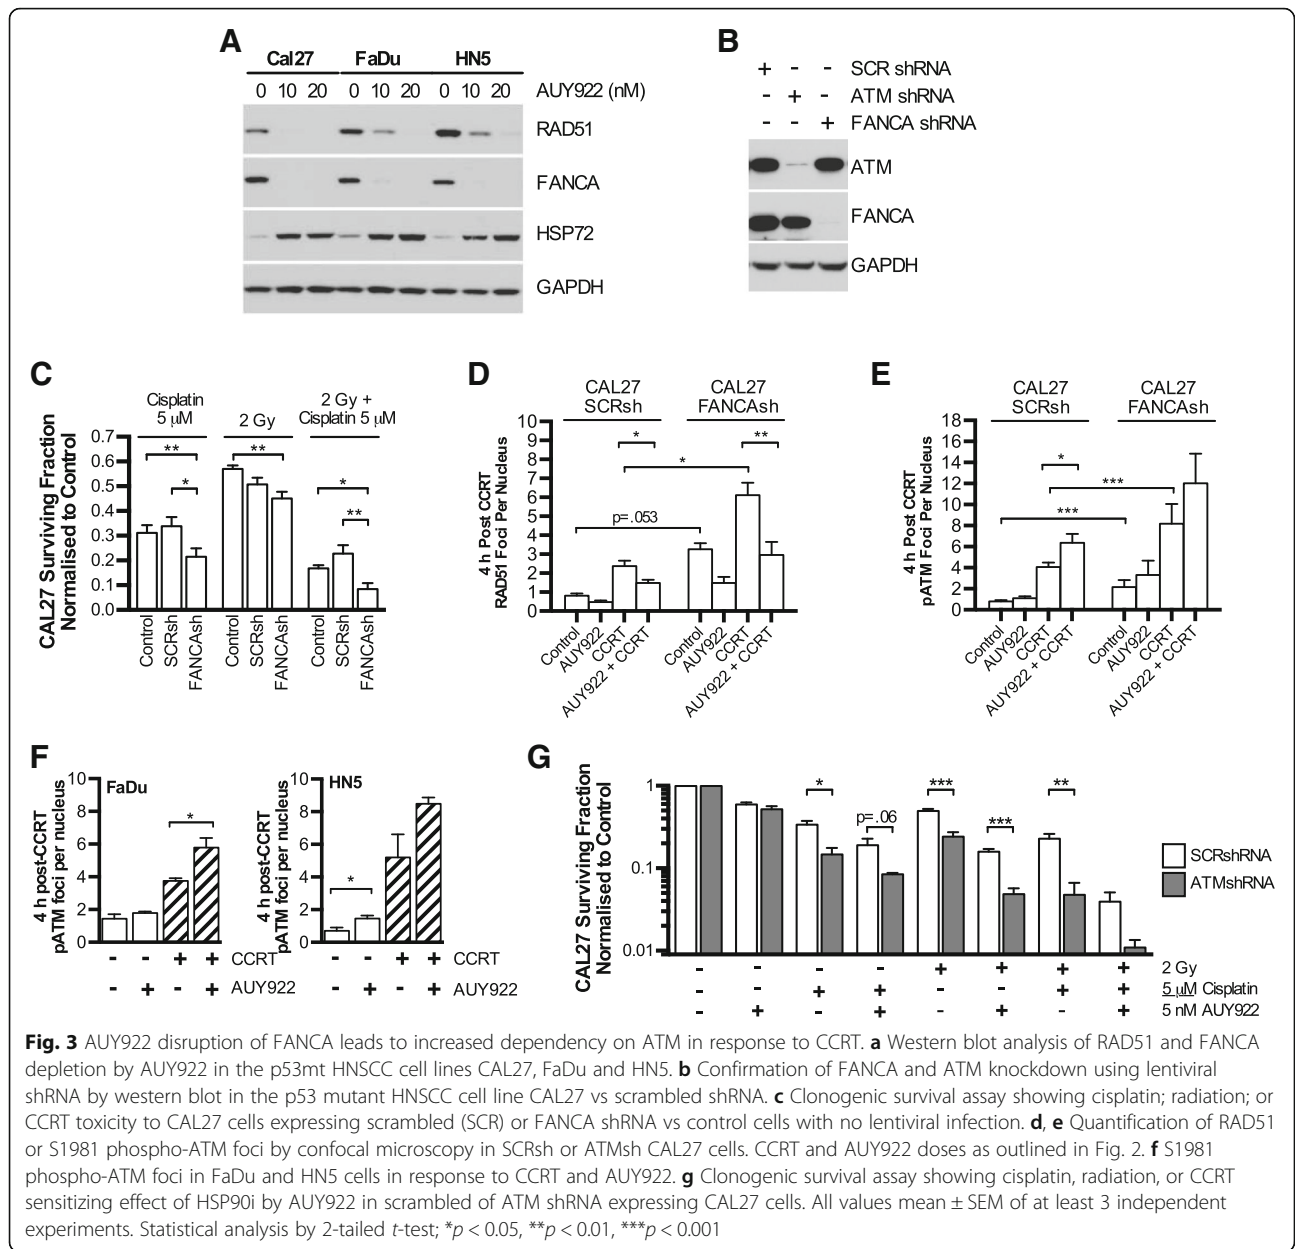 A
Cal27 FaDu HN5
0 10 20 0 10 20 0 10 20 AUY922 (nM)
RAD51
FANCA
HSP72
GAPDH
B
+ - - SCR shRNA
- + - ATM shRNA
- - + FANCA shRNA
ATM
FANCA
GAPDH
C
CAL27 Surviving Fraction
Normalised to Control
Cisplatin
5 µM
2 Gy
2 Gy +
Cisplatin 5 µM
0.7
0.6
0.5
0.4
0.3
0.2
0.1
0.0
** ** *
* **
Control SCRsh FANCAsh Control SCRsh FANCAsh Control SCRsh FANCAsh
D
4 h Post CCRT
RAD51 Foci Per Nucleus
CAL27
SCRsh
CAL27
FANCAsh
10
9
8
7
6
5
4
3
2
1
0
* **
*
p=.053
Control AUY922 CCRT AUY922 + CCRT Control AUY922 CCRT AUY922 + CCRT
E
4 h Post CCRT
pATM Foci Per Nucleus
CAL27
SCRsh
CAL27
FANCAsh
18
16
14
12
10
8
6
4
2
0
*
***
***
Control AUY922 CCRT AUY922 + CCRT Control AUY922 CCRT AUY922 + CCRT
F
4 h post-CCRT
pATM foci per nucleus
FaDu
10
8
6
4
2
0
*
- - + + CCRT
- + - + AUY922
4 h post-CCRT
pATM foci per nucleus
HN5
10
8
6
4
2
0
*
- - + + CCRT
- + - + AUY922
G
CAL27 Surviving Fraction
Normalised to Control
1
0.1
0.01
* p=.06 *** *** **
SCRshRNA
ATMshRNA
- - - - + + + + 2 Gy
- - + + - - + + 5 µM Cisplatin
- + - + - + - + 5 nM AUY922
Fig. 3 AUY922 disruption of FANCA leads to increased dependency on ATM in response to CCRT. a Western blot analysis of RAD51 and FANCA
depletion by AUY922 in the p53mt HNSCC cell lines CAL27, FaDu and HN5. b Confirmation of FANCA and ATM knockdown using lentiviral
shRNA by western blot in the p53 mutant HNSCC cell line CAL27 vs scrambled shRNA. c Clonogenic survival assay showing cisplatin; radiation; or
CCRT toxicity to CAL27 cells expressing scrambled (SCR) or FANCA shRNA vs control cells with no lentiviral infection. d, e Quantification of RAD51
or S1981 phospho-ATM foci by confocal microscopy in SCRsh or ATMsh CAL27 cells. CCRT and AUY922 doses as outlined in Fig. 2. f S1981
phospho-ATM foci in FaDu and HN5 cells in response to CCRT and AUY922. g Clonogenic survival assay showing cisplatin, radiation, or CCRT
sensitizing effect of HSP90i by AUY922 in scrambled of ATM shRNA expressing CAL27 cells. All values mean ± SEM of at least 3 independent
experiments. Statistical analysis by 2-tailed t-test; *p < 0.05, **p < 0.01, ***p < 0.001